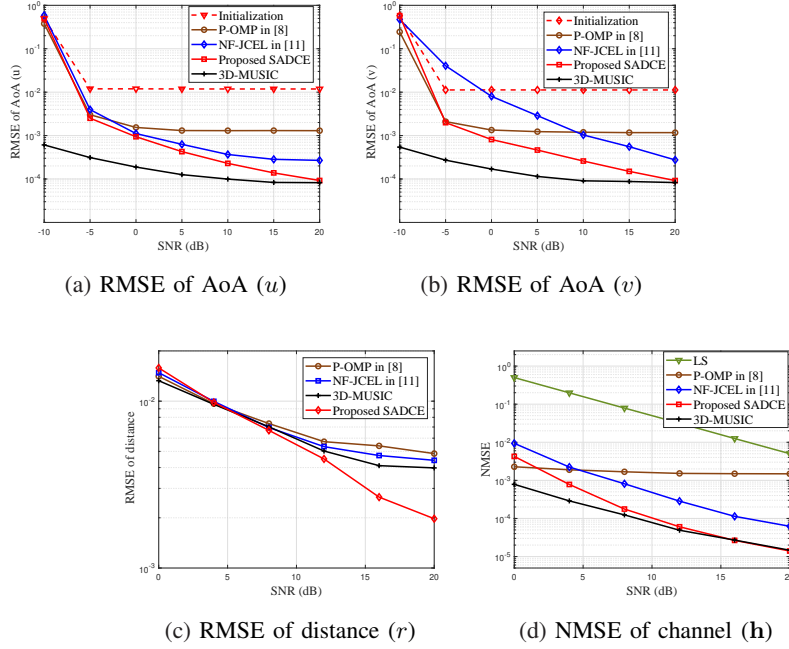 10^0
10^-1
10^-2
10^-3
10^-4
RMSE of AoA (u)
Initialization
P-OMP in [8]
NF-JCEL in [11]
Proposed SADCE
3D-MUSIC
-10 -5 0 5 10 15 20
SNR (dB)
(a) RMSE of AoA (u)
10^0
10^-1
10^-2
10^-3
10^-4
RMSE of AoA (v)
Initialization
P-OMP in [8]
NF-JCEL in [11]
Proposed SADCE
3D-MUSIC
-10 -5 0 5 10 15 20
SNR (dB)
(b) RMSE of AoA (v)
10^-2
10^-3
RMSE of distance
P-OMP in [8]
NF-JCEL in [11]
3D-MUSIC
Proposed SADCE
0 5 10 15 20
SNR (dB)
(c) RMSE of distance (r)
10^0
10^-1
10^-2
10^-3
10^-4
10^-5
NMSE
LS
P-OMP in [8]
NF-JCEL in [11]
Proposed SADCE
3D-MUSIC
0 5 10 15 20
SNR (dB)
(d) NMSE of channel (h)